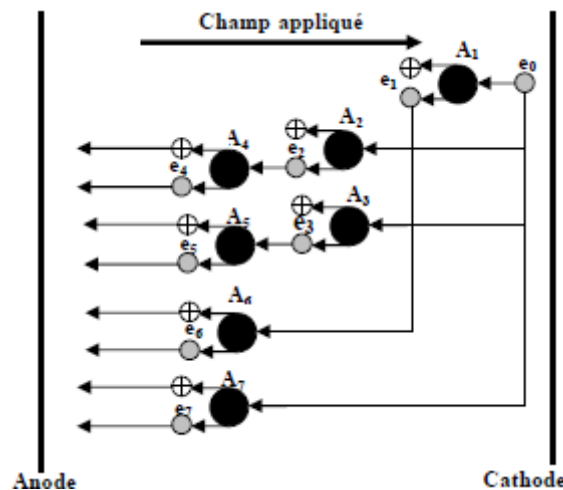 Champ appliqué
A1
e0
e1
A2
A4
e2
e4
A3
A5
e3
e5
A6
e6
A7
e7
Anode
Cathode